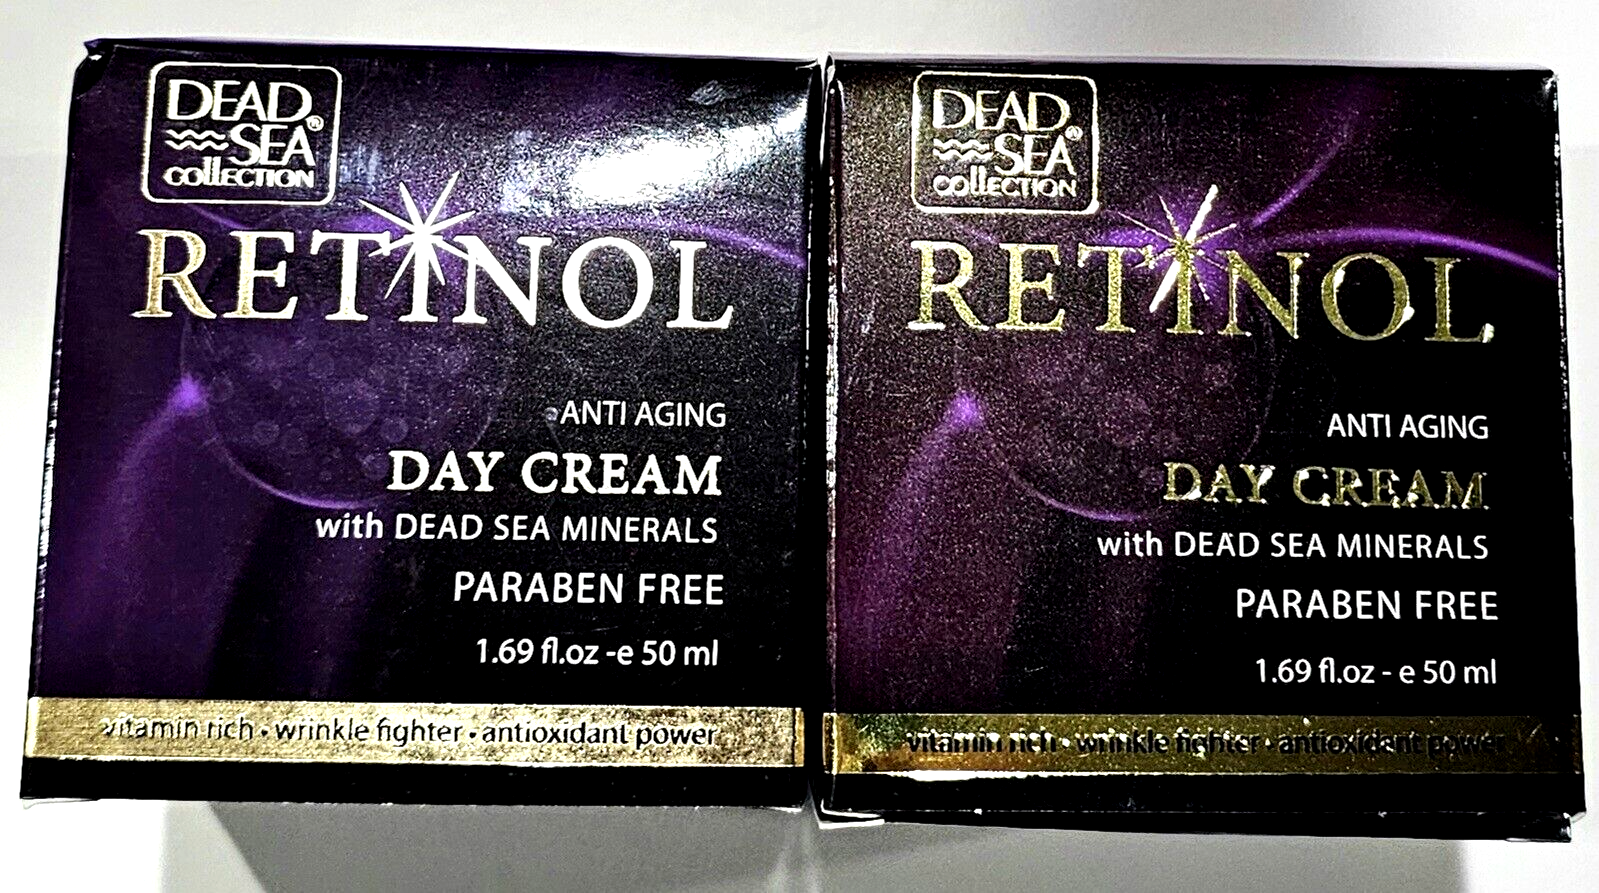 DEAD
SEA®
collECTION
RETINOL
ANTI AGING
DAY CREAM
with DEAD SEA MINERALS
PARABEN FREE
1.69 fl.oz -e 50 ml
vitamin rich • wrinkle fighter • antioxidant power
DEAD
SEA®
collECTION
RETINOL
ANTI AGING
DAY CREAM
with DEAD SEA MINERALS
PARABEN FREE
1.69 fl.oz - e 50 ml
vitamin rich • wrinkle fighter • antioxidant power